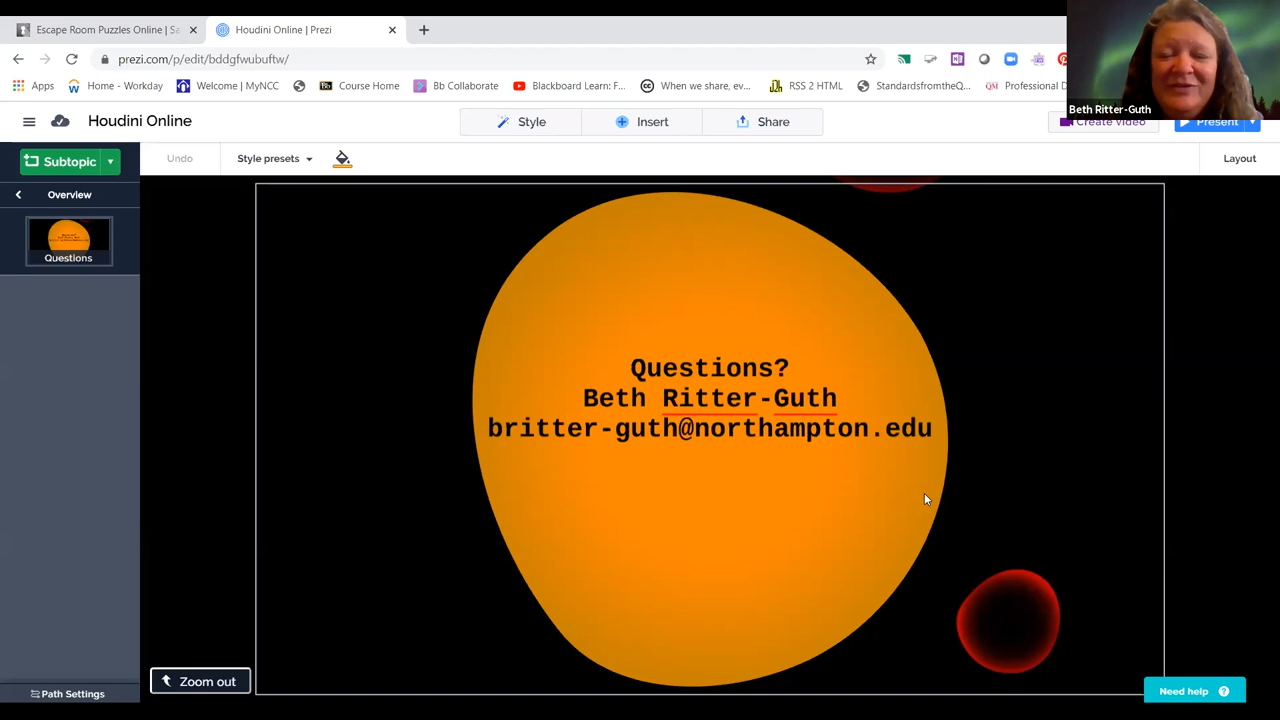 Escape Room Puzzles Online | Sa
Houdini Online | Prezi
prezi.com/p/edit/bddgfwubuftw/
Apps
Home - Workday
Welcome | MyNCC
Course Home
Bb Collaborate
Blackboard Learn: F...
When we share, ev...
RSS 2 HTML
StandardsfromtheQ...
Professional D
Beth Ritter-Guth
Houdini Online
Style
Insert
Share
Create video
Present
Subtopic
Undo
Style presets
Layout
Overview
Questions?
Beth Ritter-Guth
britter-guth@northampton.edu
Questions
Zoom out
Path Settings
Need help ?